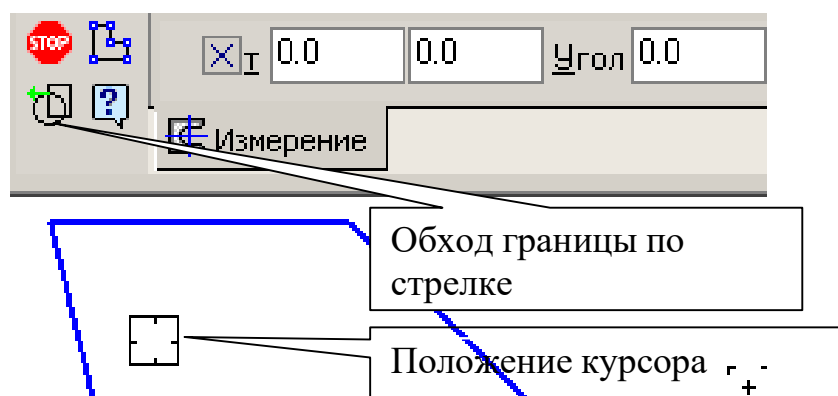 STOP
т 0.0 0.0 Угол 0.0
?
Измерение
Обход границы по
стрелке
Положение курсора